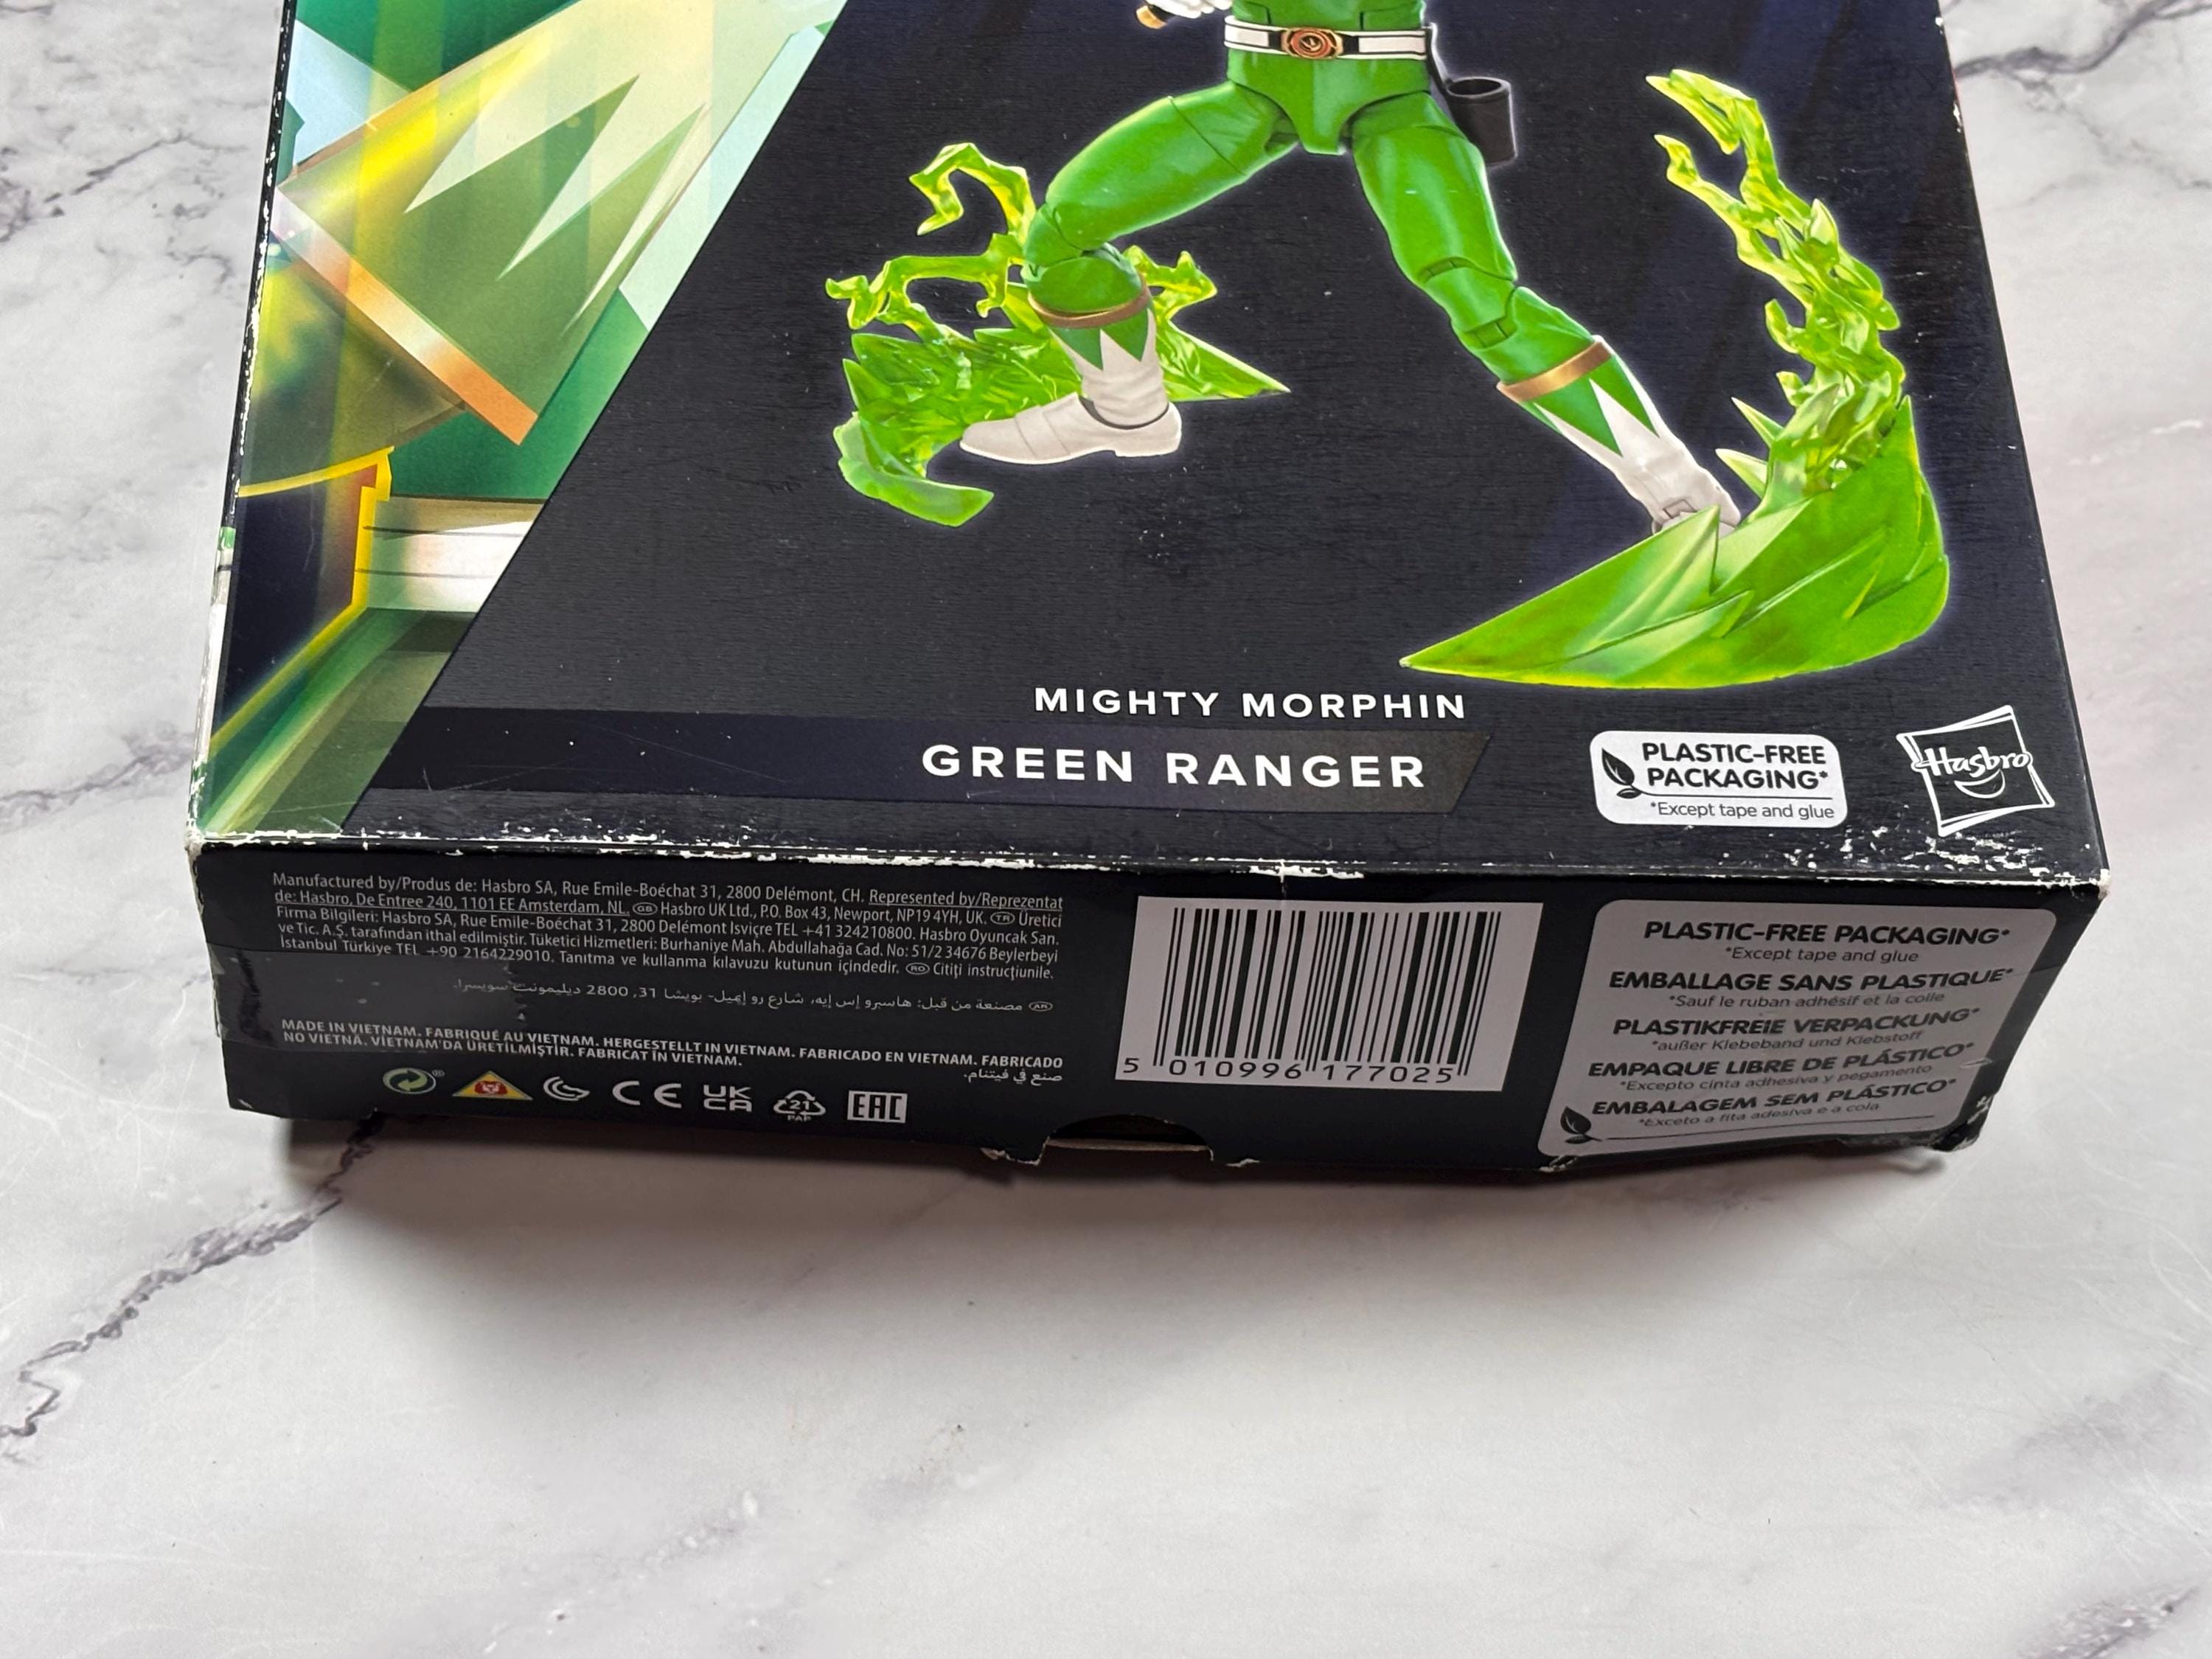 MIGHTY MORPHIN
GREEN RANGER
PLASTIC-FREE
PACKAGING*
*Except tape and glue
Hasbro
Manufactured by/Produs de: Hasbro SA, Rue Emile-Boéchat 31, 2800 Delémont, CH. Represented by/Reprezentat
de: Hasbro, De Entree 240, 1101 EE Amsterdam, NL. GB Hasbro UK Ltd., P.O. Box 43, Newport, NP19 4YH, UK. TR Üretici
Firma Bilgileri: Hasbro SA, Rue Emile-Boéchat 31, 2800 Delémont Isviçre TEL +41 324210800. Hasbro Oyuncak San.
ve Tic. A.Ş. tarafından ithal edilmiştir. Tüketici Hizmetleri: Burhaniye Mah. Abdullahağa Cad. No: 51/2 34676 Beylerbeyi
İstanbul Türkiye TEL +90 2164229010. Tanıtma ve kullanma kılavuzu kutunun içindedir. RO Citiți instrucțiunile.
AR مصنعة من قبل: هاسبرو إس إيه، شارع رو إميل- بويشا 31, 2800 ديليمونت سويسرا.
MADE IN VIETNAM. FABRIQUÉ AU VIETNAM. HERGESTELLT IN VIETNAM. FABRICADO EN VIETNAM. FABRICADO
NO VIETNÃ. VİETNAM'DA ÜRETİLMİŞTİR. FABRICAT ÎN VIETNAM.
صنع في فيتنام.
CE
UK
CA
21
PAP
EAC
5 010996 177025
PLASTIC-FREE PACKAGING*
*Except tape and glue
EMBALLAGE SANS PLASTIQUE*
*Sauf le ruban adhésif et la colle
PLASTIKFREIE VERPACKUNG*
*außer Klebeband und Klebstoff
EMPAQUE LIBRE DE PLÁSTICO*
*Excepto cinta adhesiva y pegamento
EMBALAGEM SEM PLÁSTICO*
*Exceto a fita adesiva e a cola